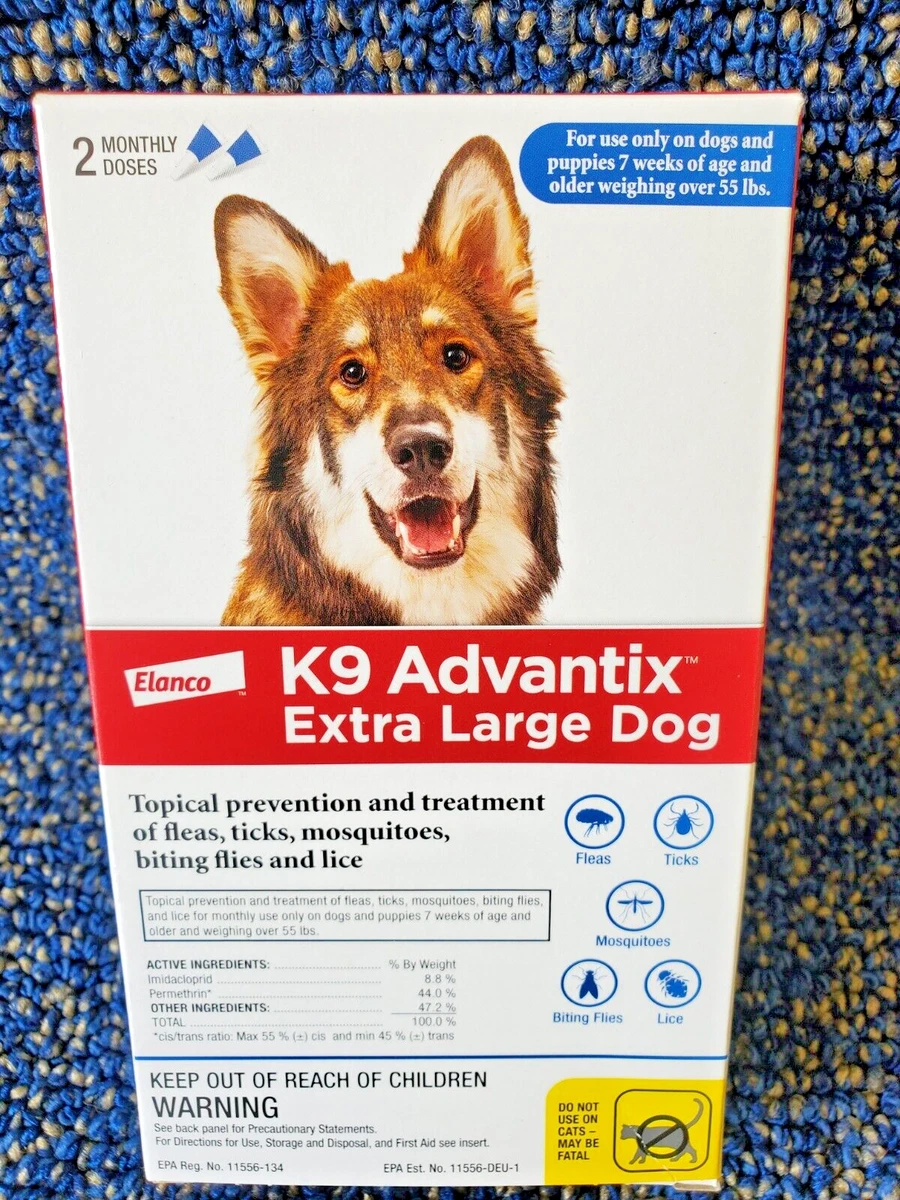 2 MONTHLY
DOSES
For use only on dogs and
puppies 7 weeks of age and
older weighing over 55 lbs.
Elanco™
K9 Advantix™
Extra Large Dog
Topical prevention and treatment
of fleas, ticks, mosquitoes,
biting flies and lice
Fleas
Ticks
Mosquitoes
Biting Flies
Lice
Topical prevention and treatment of fleas, ticks, mosquitoes, biting flies,
and lice for monthly use only on dogs and puppies 7 weeks of age and
older and weighing over 55 lbs.
ACTIVE INGREDIENTS: ........................ % By Weight
Imidacloprid ........................ 8.8 %
Permethrin* ........................ 44.0 %
OTHER INGREDIENTS: ........................ 47.2 %
TOTAL ........................ 100.0 %
*cis/trans ratio: Max 55 % (±) cis and min 45 % (±) trans
KEEP OUT OF REACH OF CHILDREN
WARNING
See back panel for Precautionary Statements.
For Directions for Use, Storage and Disposal, and First Aid see insert.
EPA Reg. No. 11556-134 EPA Est. No. 11556-DEU-1
DO NOT
USE ON
CATS –
MAY BE
FATAL